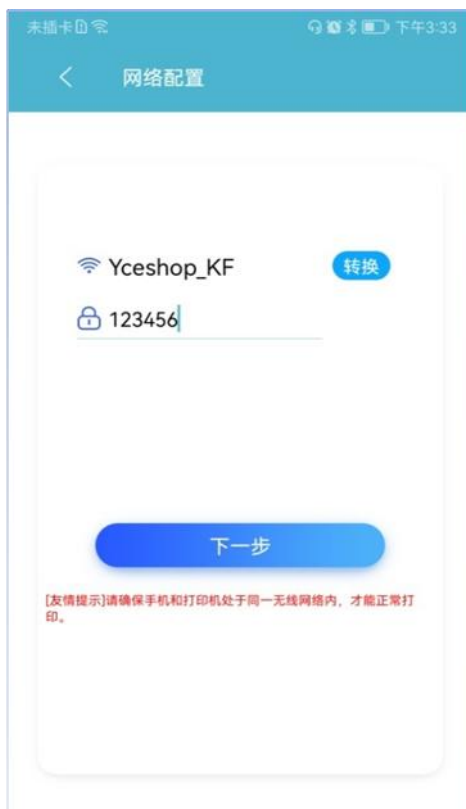 未插卡 下午3:33
网络配置
Yceshop_KF 转换
123456
下一步
[友情提示]请确保手机和打印机处于同一无线网络内，才能正常打
印。